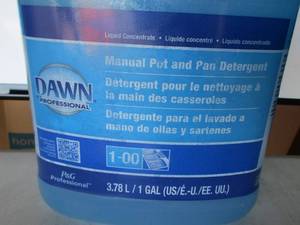 Liquid Concentrate • Liquide concentré • Líquido concentrado
Manual Pot and Pan Detergent
DAWN
PROFESSIONAL
Détergent pour le nettoyage à
la main des casseroles
Detergente para el lavado a
mano de ollas y sartenes
1-00
P&G
Professional
3.78 L / 1 GAL (US/É.-U./EE. UU.)